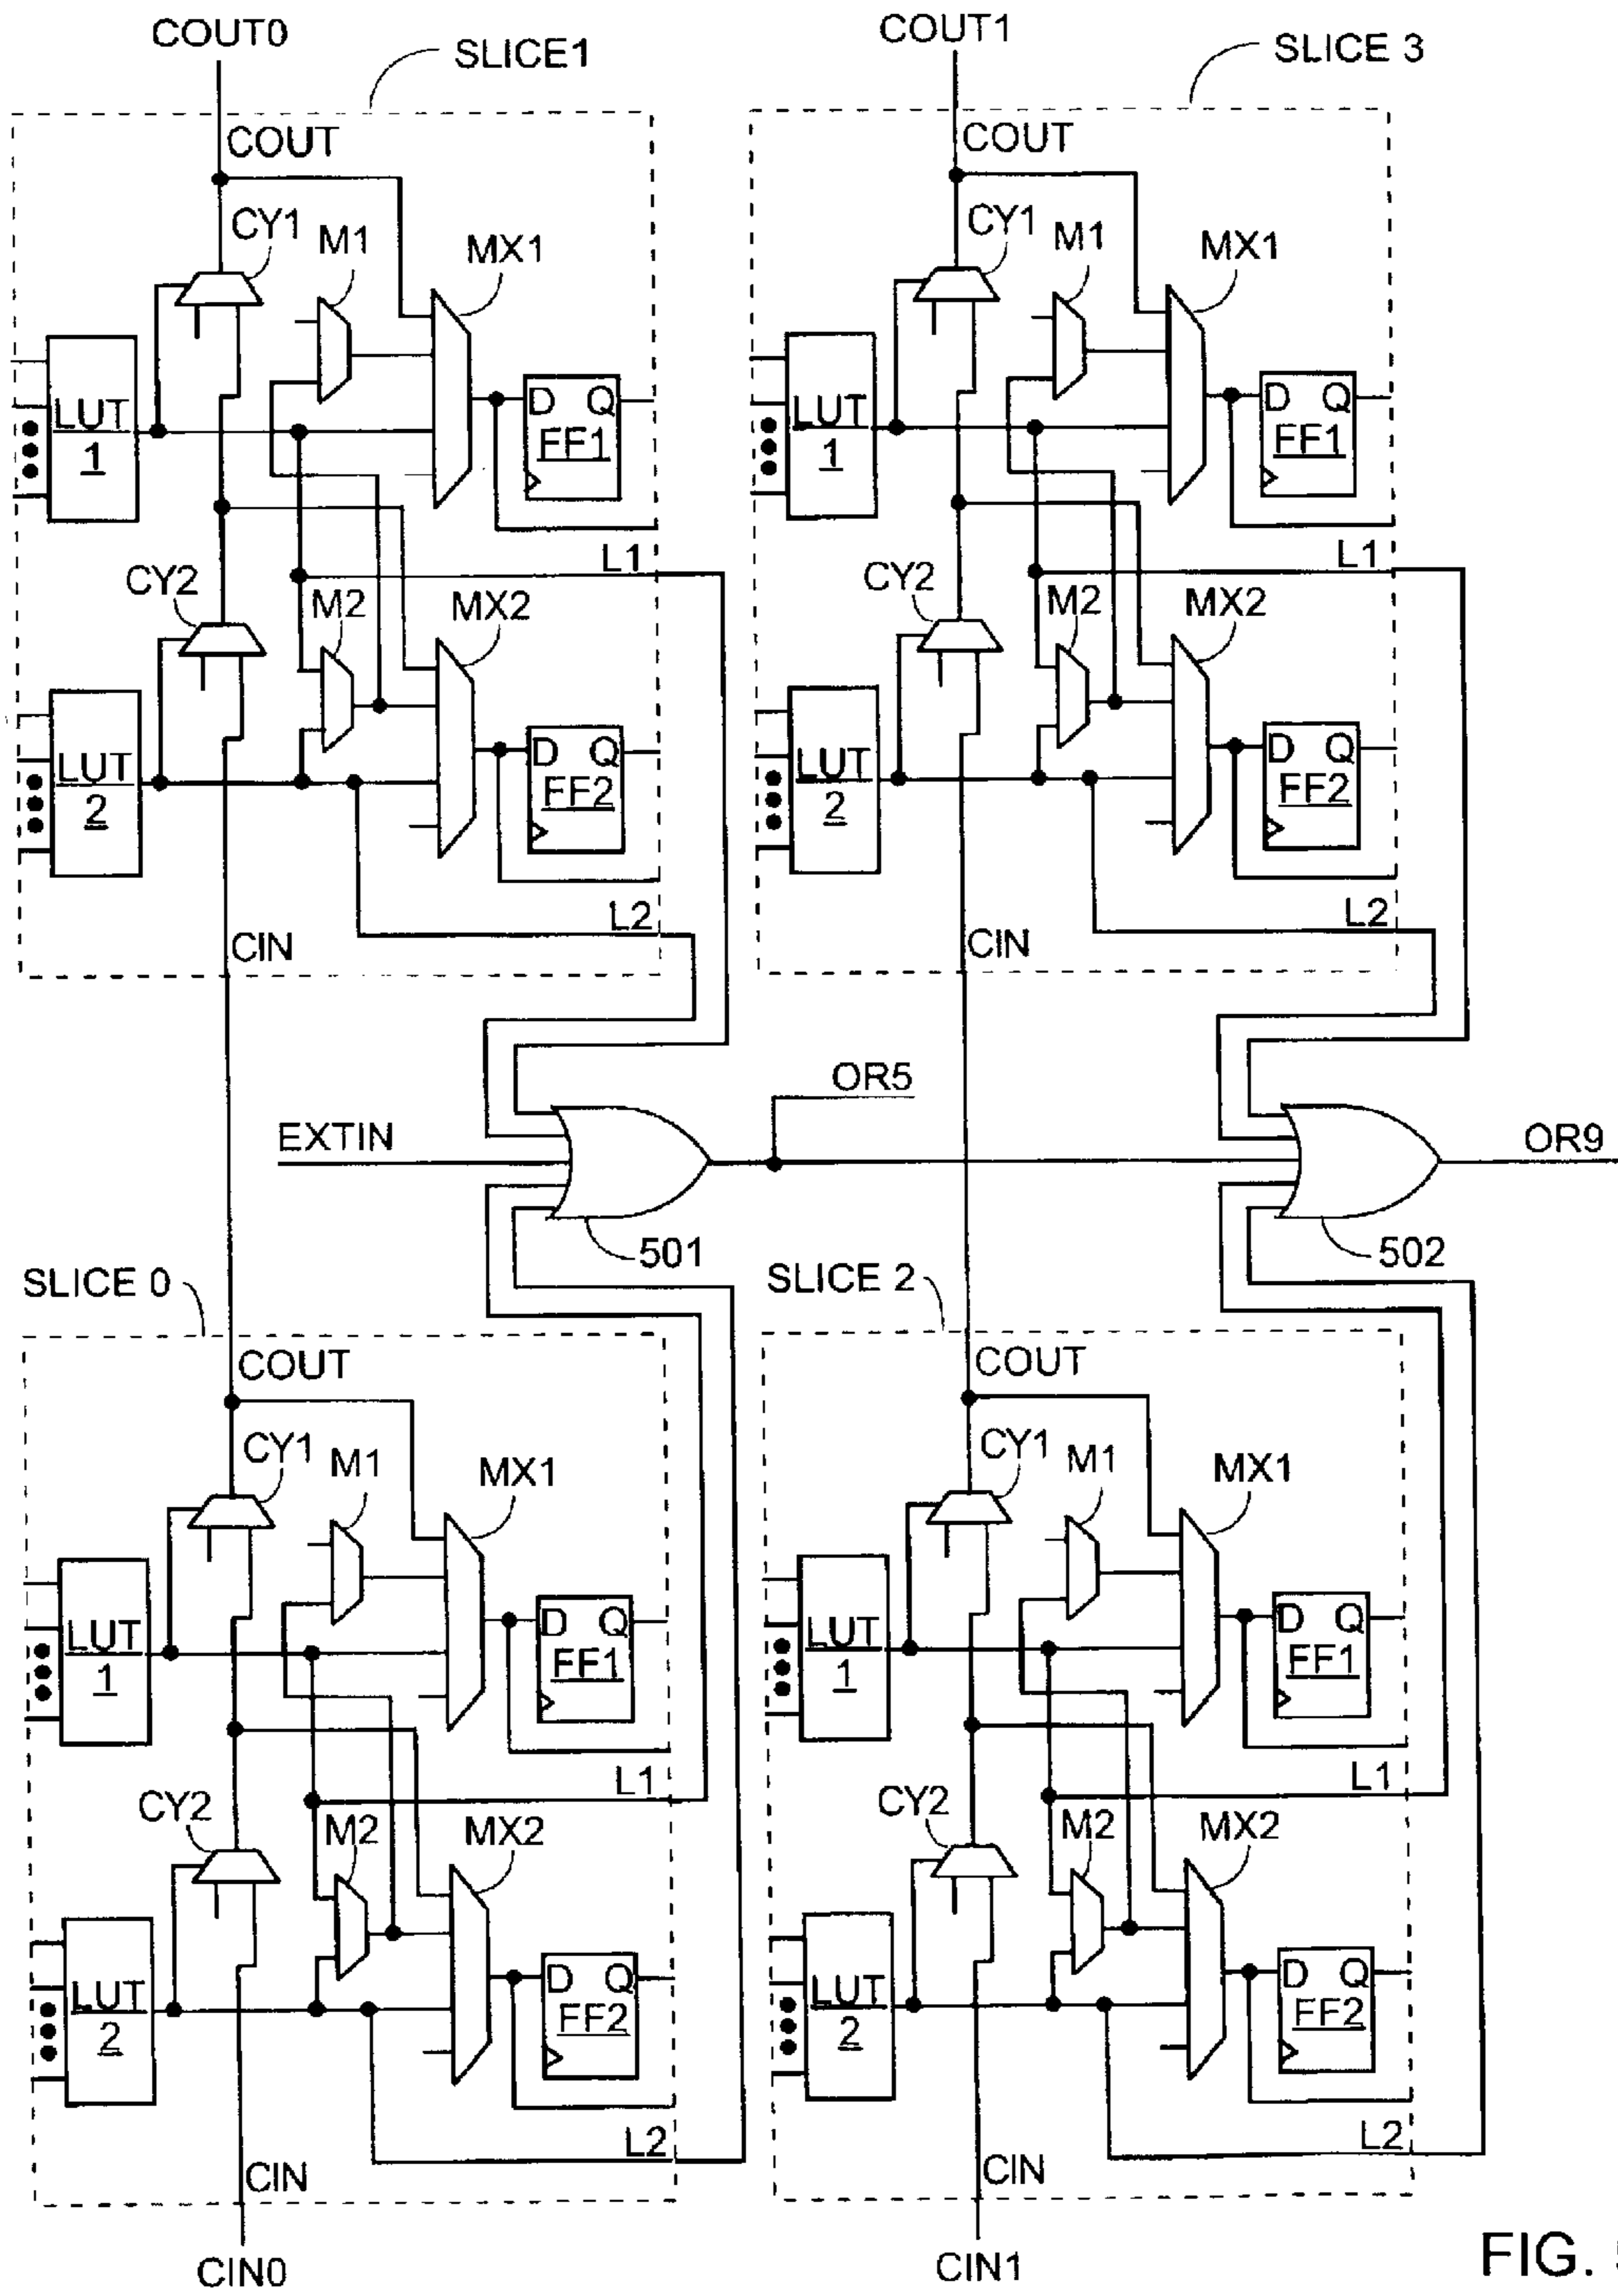 COUT0
SLICE1
COUT
CY1
M1
MX1
LUT
1
D Q
FF1
L1
CY2
M2
MX2
LUT
2
D Q
FF2
L2
CIN
COUT1
SLICE 3
COUT
CY1
M1
MX1
LUT
1
D Q
FF1
L1
CY2
M2
MX2
LUT
2
D Q
FF2
L2
CIN
EXTIN
OR5
OR9
501
502
SLICE 0
COUT
CY1
M1
MX1
LUT
1
D Q
FF1
L1
CY2
M2
MX2
LUT
2
D Q
FF2
L2
CIN
CIN0
SLICE 2
COUT
CY1
M1
MX1
LUT
1
D Q
FF1
L1
CY2
M2
MX2
LUT
2
D Q
FF2
L2
CIN
CIN1
FIG.